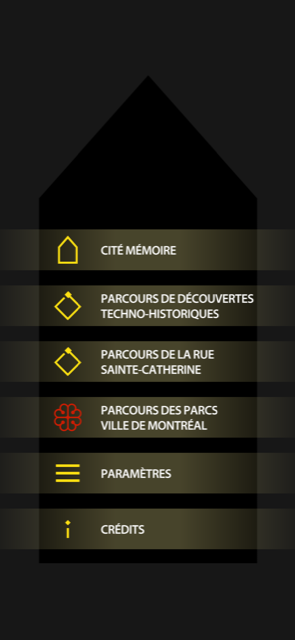 CITÉ MÉMOIRE
PARCOURS DE DÉCOUVERTES
TECHNO-HISTORIQUES
PARCOURS DE LA RUE
SAINTE-CATHERINE
PARCOURS DES PARCS
VILLE DE MONTRÉAL
PARAMÈTRES
CRÉDITS